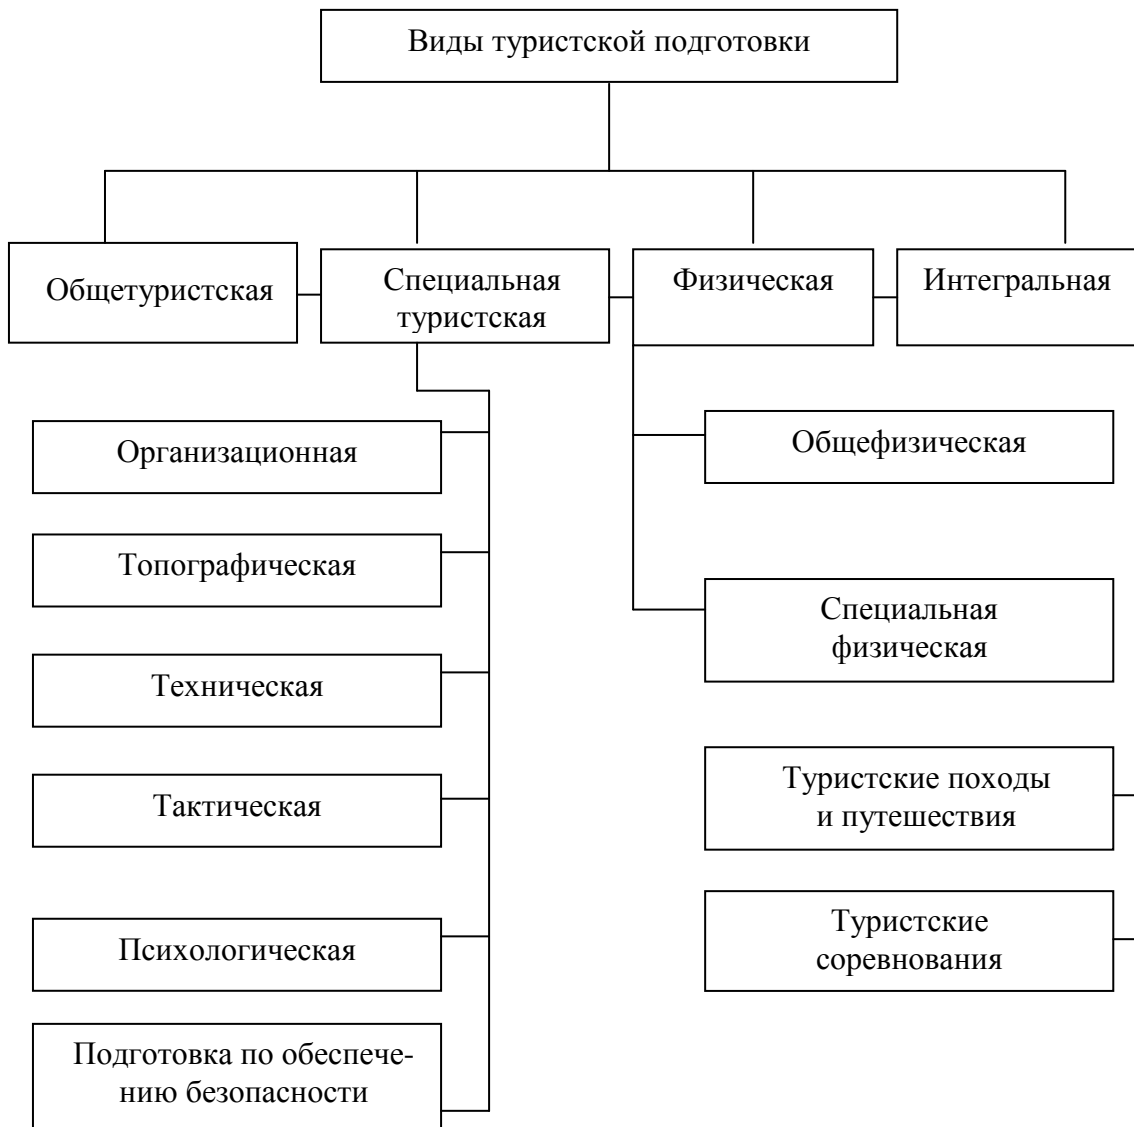 Виды туристской подготовки
Общетуристская
Специальная
туристская
Физическая
Интегральная
Организационная
Топографическая
Техническая
Тактическая
Психологическая
Подготовка по обеспече-
нию безопасности
Общефизическая
Специальная
физическая
Туристские походы
и путешествия
Туристские
соревнования